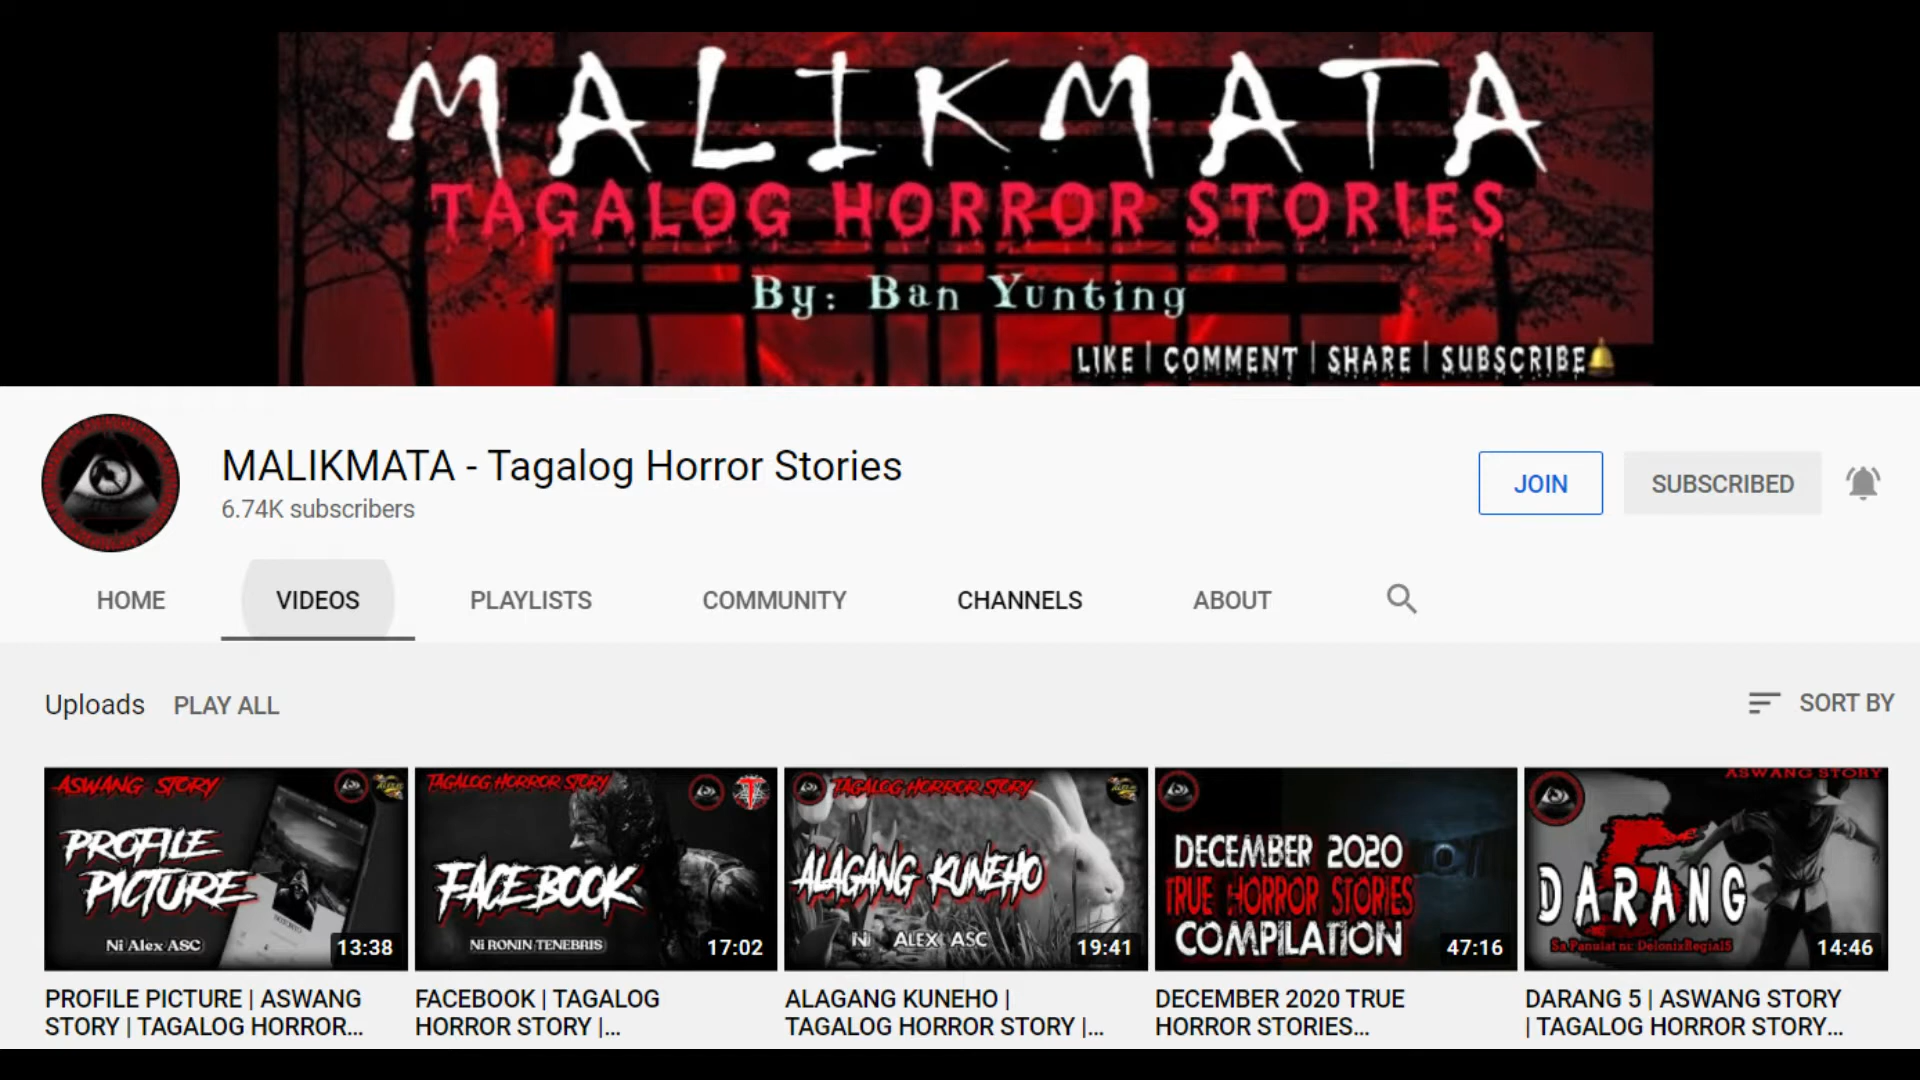 MALIKMATA
TAGALOG HORROR STORIES
By: Ban Yunting
LIKE | COMMENT | SHARE | SUBSCRIBE
MALIKMATA - Tagalog Horror Stories
6.74K subscribers
JOIN
SUBSCRIBED
HOME
VIDEOS
PLAYLISTS
COMMUNITY
CHANNELS
ABOUT
Uploads
PLAY ALL
SORT BY
ASWANG STORY
PROFILE
PICTURE
Ni Alex ASC
13:38
TAGALOG HORROR STORY
FACEBOOK
Ni RONIN TENEBRIS
17:02
TAGALOG HORROR STORY
ALAGANG KUNEHO
Ni ALEX ASC
19:41
DECEMBER 2020
TRUE HORROR STORIES
COMPILATION
47:16
ASWANG STORY
5
DARANG
Sa Panulat ni: DelonixRegia15
14:46
PROFILE PICTURE | ASWANG
STORY | TAGALOG HORROR...
FACEBOOK | TAGALOG
HORROR STORY |...
ALAGANG KUNEHO |
TAGALOG HORROR STORY |...
DECEMBER 2020 TRUE
HORROR STORIES...
DARANG 5 | ASWANG STORY
| TAGALOG HORROR STORY...